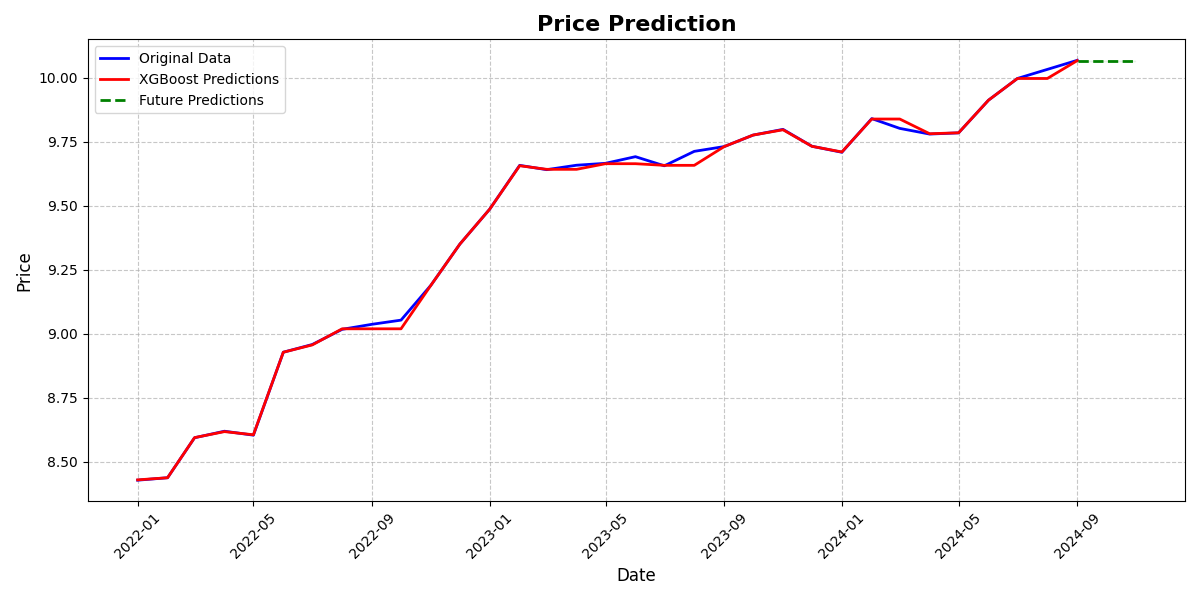 Price Prediction
Original Data
XGBoost Predictions
Future Predictions
10.00
9.75
9.50
9.25
9.00
8.75
8.50
Price
2022-01
2022-05
2022-09
2023-01
2023-05
2023-09
2024-01
2024-05
2024-09
Date